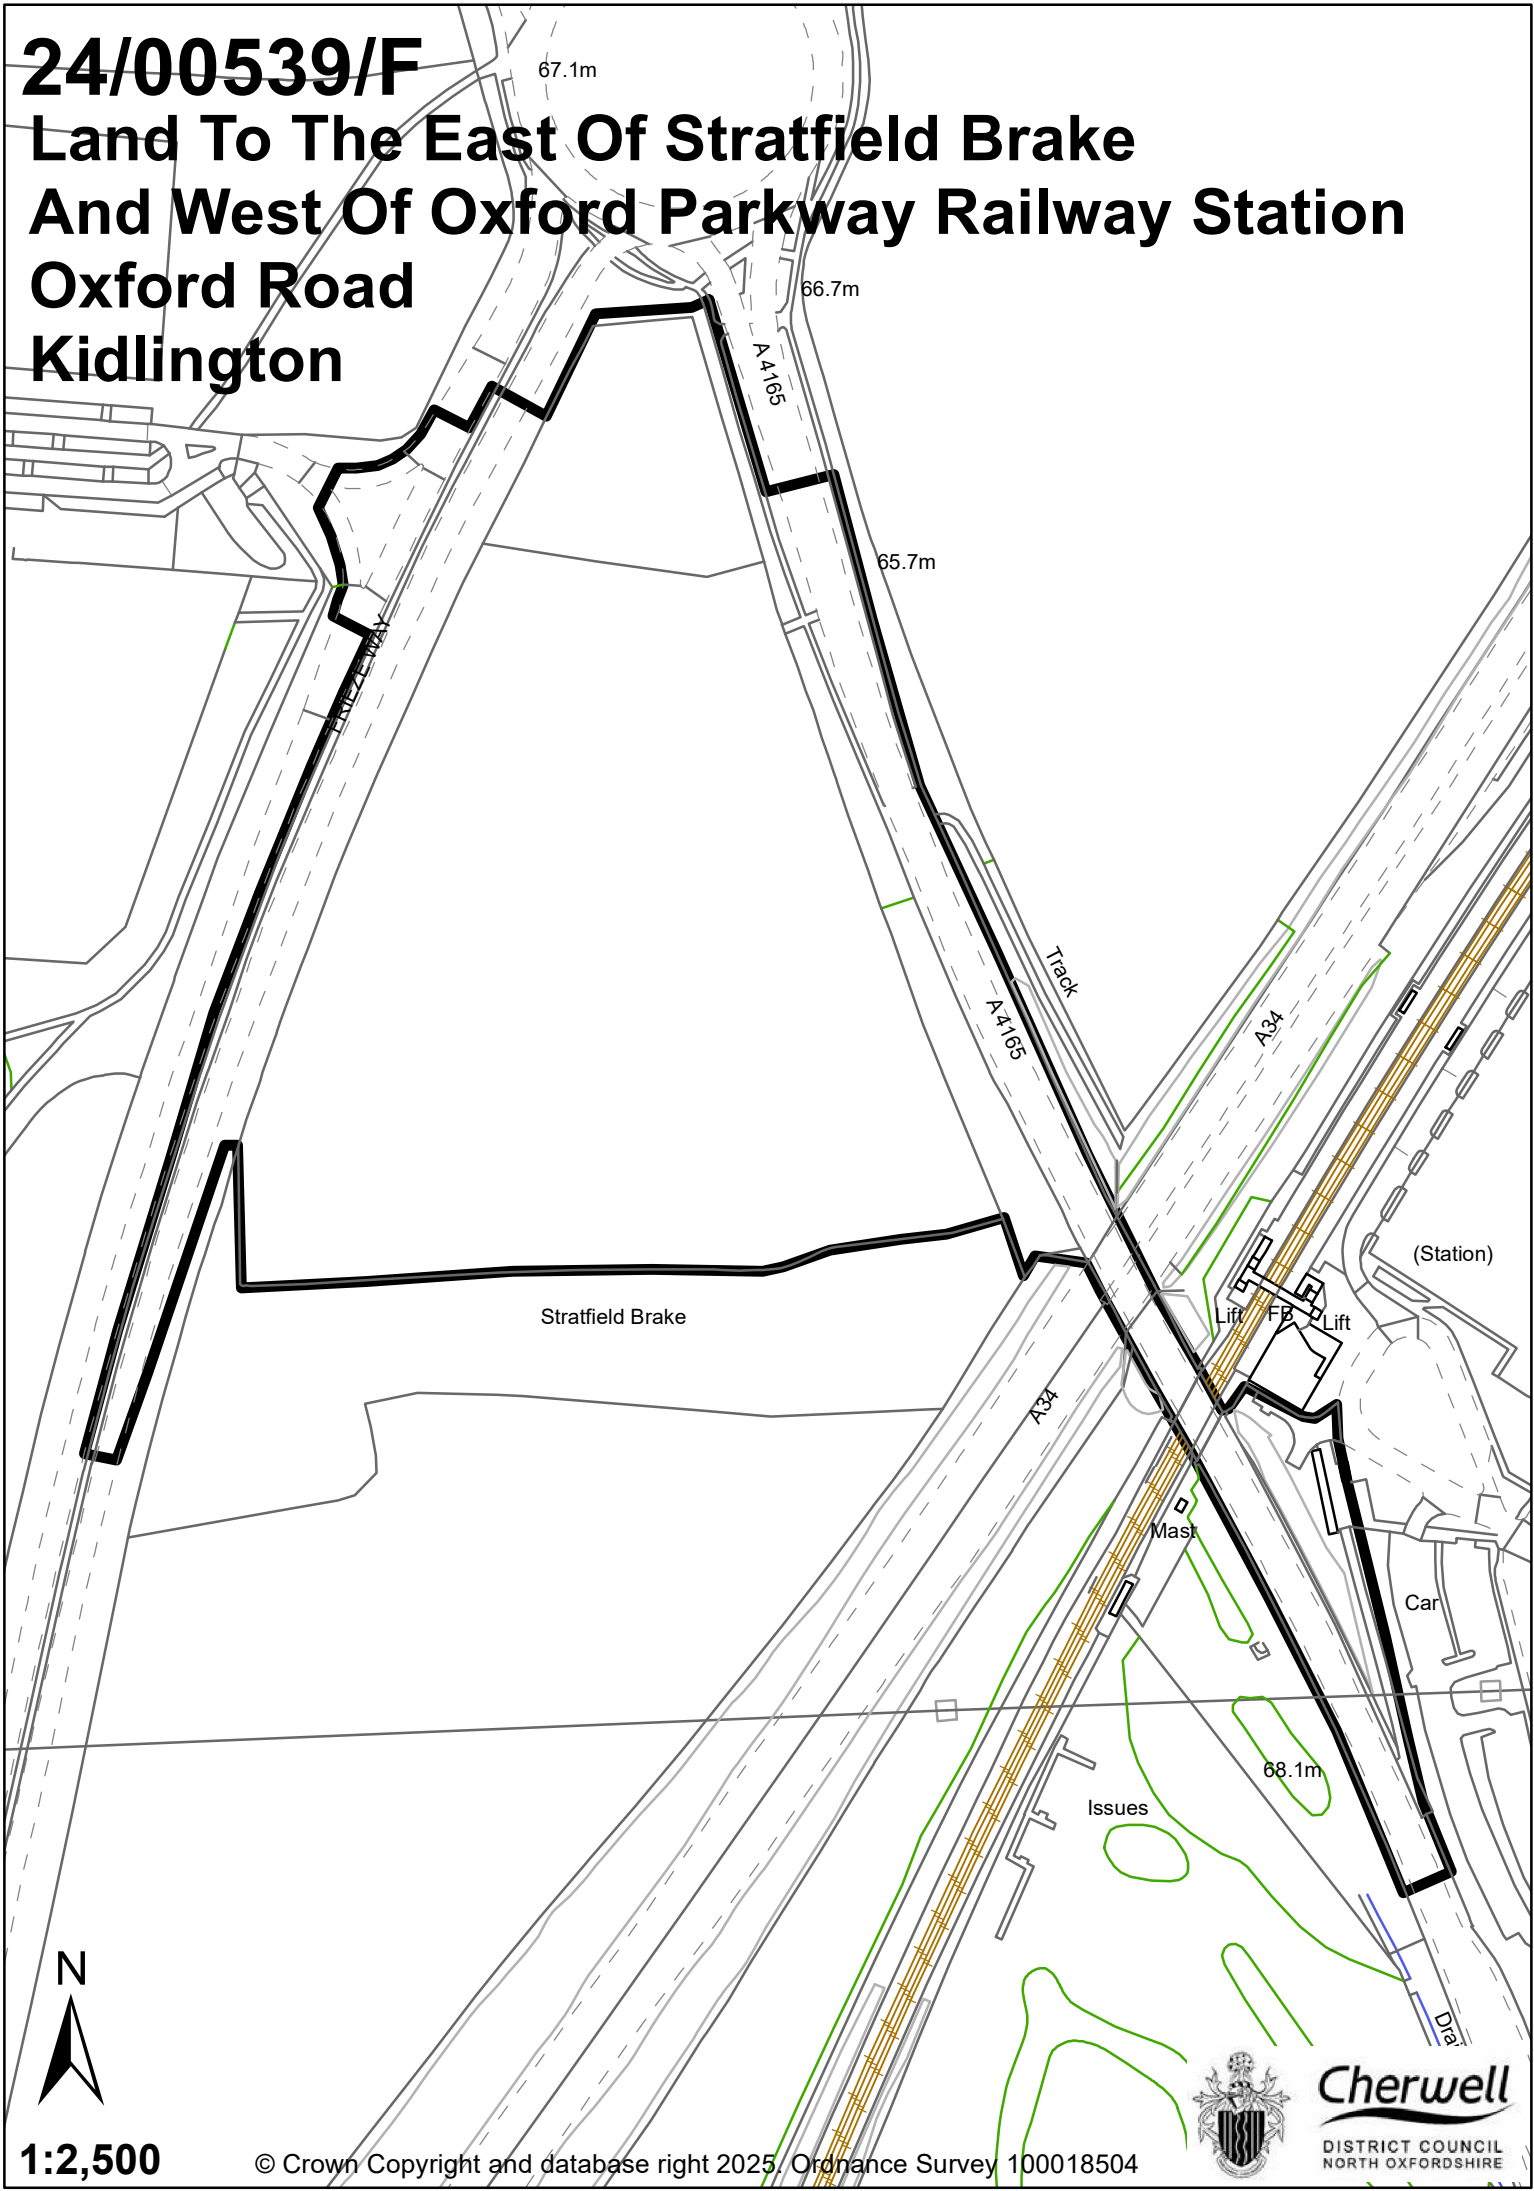 24/00539/F
Land To The East Of Stratfield Brake
And West Of Oxford Parkway Railway Station
Oxford Road
Kidlington
67.1m
66.7m
A 4165
65.7m
FRIEZE WAY
Track
A 4165
A34
(Station)
Lift
FB
Lift
Stratfield Brake
A34
Mast
Car
68.1m
Issues
N
1:2,500
© Crown Copyright and database right 2025. Ordnance Survey 100018504
Cherwell
DISTRICT COUNCIL
NORTH OXFORDSHIRE